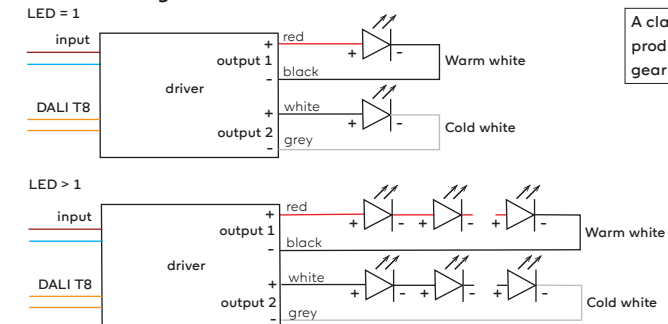 LED = 1
input
DALI T8
driver
+
output 1
-
+
output 2
-
red
black
white
grey
+ -
Warm white
+ -
Cold white
A cla
prod
gear
LED > 1
input
DALI T8
driver
+
output 1
-
+
output 2
-
red
black
white
grey
+ - + - + -
Warm white
+ - + - + -
Cold white